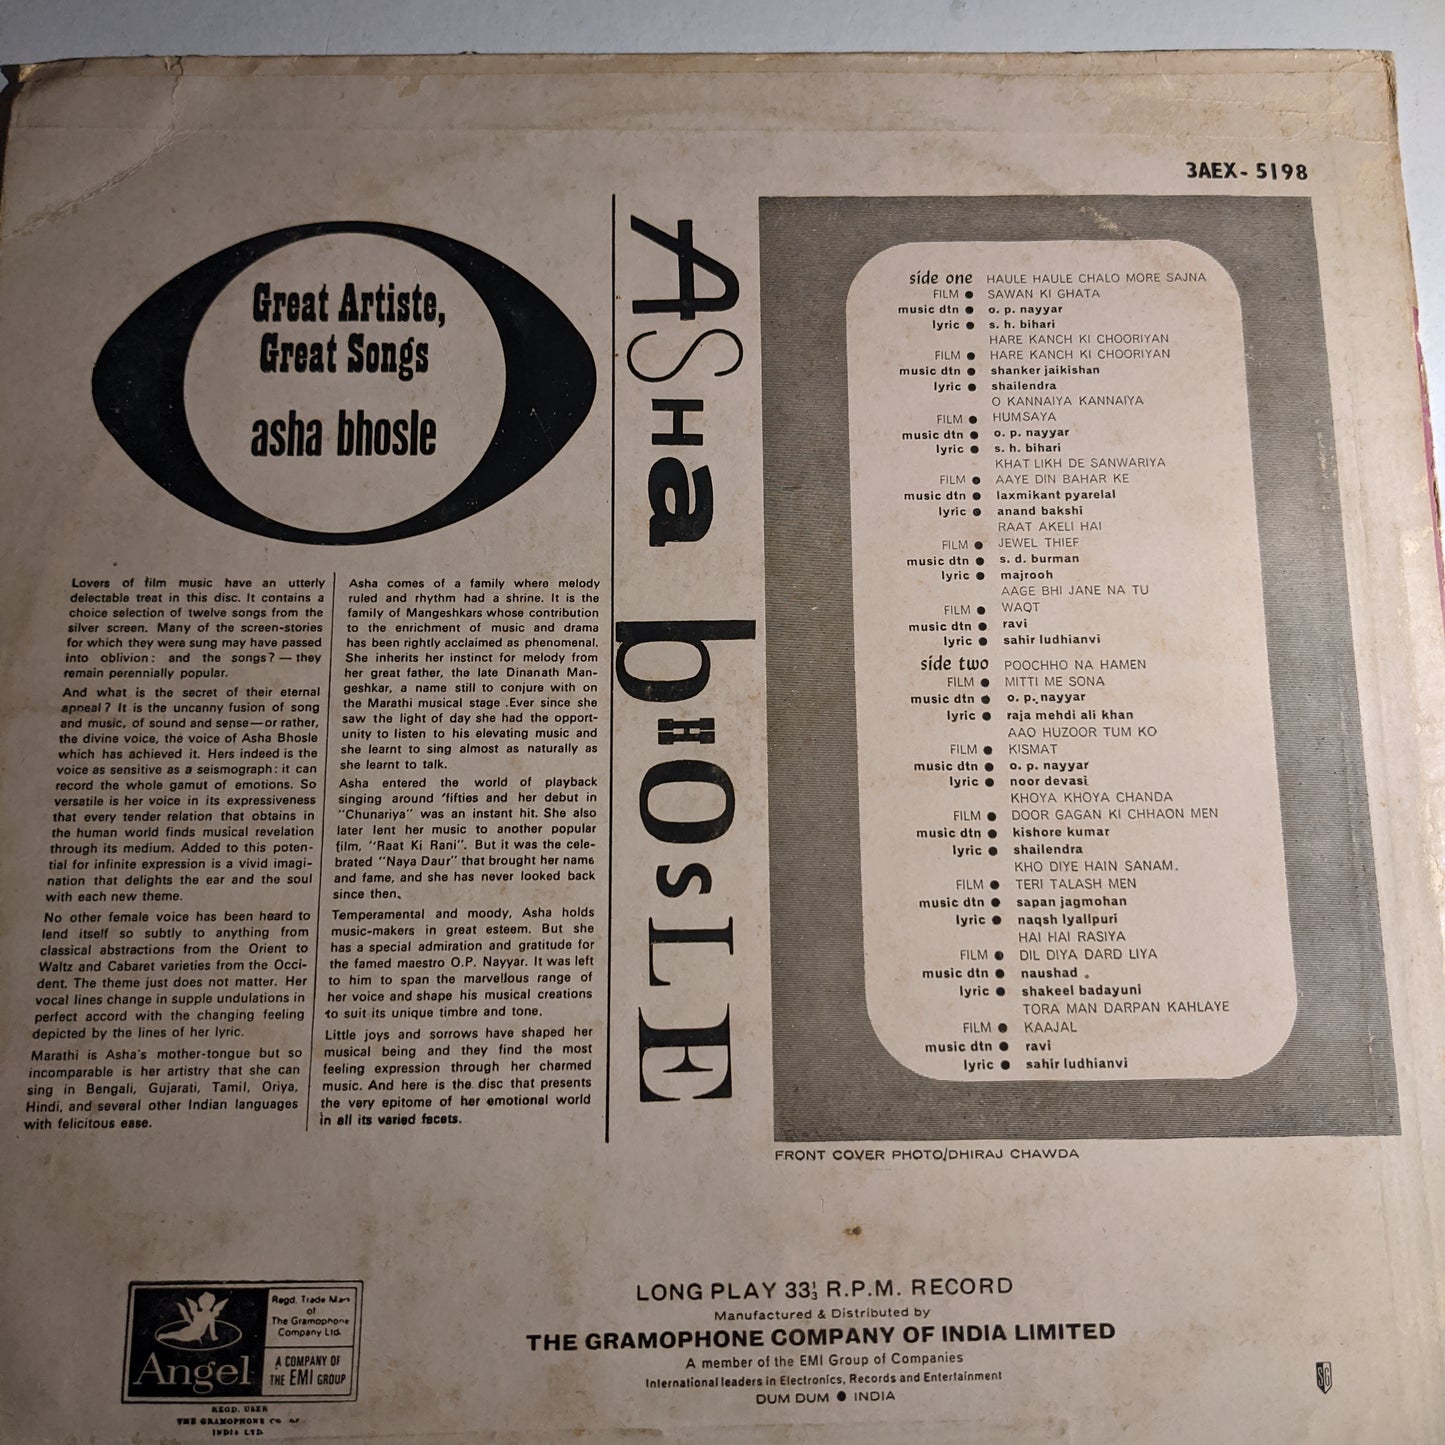 3AEX- 5198
Great Artiste,
Great Songs
asha bhosle
Lovers of film music have an utterly
delectable treat in this disc. It contains a
choice selection of twelve songs from the
silver screen. Many of the screen-stories
for which they were sung may have passed
into oblivion: and the songs? — they
remain perennially popular.
And what is the secret of their eternal
appeal? It is the uncanny fusion of song
and music, of sound and sense—or rather,
the divine voice, the voice of Asha Bhosle
which has achieved it. Hers indeed is the
voice as sensitive as a seismograph: it can
record the whole gamut of emotions. So
versatile is her voice in its expressiveness
that every tender relation that obtains in
the human world finds musical revelation
through its medium. Added to this poten-
tial for infinite expression is a vivid imagi-
nation that delights the ear and the soul
with each new theme.
No other female voice has been heard to
lend itself so subtly to anything from
classical abstractions from the Orient to
Waltz and Cabaret varieties from the Occi-
dent. The theme just does not matter. Her
vocal lines change in supple undulations in
perfect accord with the changing feeling
depicted by the lines of her lyric.
Marathi is Asha's mother-tongue but so
incomparable is her artistry that she can
sing in Bengali, Gujarati, Tamil, Oriya,
Hindi, and several other Indian languages
with felicitous ease.
Asha comes of a family where melody
ruled and rhythm had a shrine. It is the
family of Mangeshkars whose contribution
to the enrichment of music and drama
has been rightly acclaimed as phenomenal.
She inherits her instinct for melody from
her great father, the late Dinanath Man-
geshkar, a name still to conjure with on
the Marathi musical stage .Ever since she
saw the light of day she had the opport-
unity to listen to his elevating music and
she learnt to sing almost as naturally as
she learnt to talk.
Asha entered the world of playback
singing around 'fifties and her debut in
"Chunariya" was an instant hit. She also
later lent her music to another popular
film, "Raat Ki Rani". But it was the cele-
brated "Naya Daur" that brought her name
and fame, and she has never looked back
since then.
Temperamental and moody, Asha holds
music-makers in great esteem. But she
has a special admiration and gratitude for
the famed maestro O.P. Nayyar. It was left
to him to span the marvellous range of
her voice and shape his musical creations
to suit its unique timbre and tone.
Little joys and sorrows have shaped her
musical being and they find the most
feeling expression through her charmed
music. And here is the disc that presents
the very epitome of her emotional world
in all its varied facets.
ASHa bHOsLE
side one HAULE HAULE CHALO MORE SAJNA
FILM ● SAWAN KI GHATA
music dtn ● o. p. nayyar
lyric ● s. h. bihari
HARE KANCH KI CHOORIYAN
FILM ● HARE KANCH KI CHOORIYAN
music dtn ● shanker jaikishan
lyric ● shailendra
O KANNAIYA KANNAIYA
FILM ● HUMSAYA
music dtn ● o. p. nayyar
lyric ● s. h. bihari
KHAT LIKH DE SANWARIYA
FILM ● AAYE DIN BAHAR KE
music dtn ● laxmikant pyarelal
lyric ● anand bakshi
RAAT AKELI HAI
FILM ● JEWEL THIEF
music dtn ● s. d. burman
lyric ● majrooh
AAGE BHI JANE NA TU
FILM ● WAQT
music dtn ● ravi
lyric ● sahir ludhianvi
side two POOCHHO NA HAMEN
FILM ● MITTI ME SONA
music dtn ● o. p. nayyar
lyric ● raja mehdi ali khan
AAO HUZOOR TUM KO
FILM ● KISMAT
music dtn ● o. p. nayyar
lyric ● noor devasi
KHOYA KHOYA CHANDA
FILM ● DOOR GAGAN KI CHHAON MEN
music dtn ● kishore kumar
lyric ● shailendra
KHO DIYE HAIN SANAM.
FILM ● TERI TALASH MEN
music dtn ● sapan jagmohan
lyric ● naqsh lyallpuri
HAI HAI RASIYA
FILM ● DIL DIYA DARD LIYA
music dtn ● naushad
lyric ● shakeel badayuni
TORA MAN DARPAN KAHLAYE
FILM ● KAAJAL
music dtn ● ravi
lyric ● sahir ludhianvi
FRONT COVER PHOTO/DHIRAJ CHAWDA
Angel
Regd. Trade Mark
of
The Gramophone
Company Ltd.
A COMPANY OF
THE EMI GROUP
REGD. USER
THE GRAMOPHONE CO OF
INDIA LTD.
LONG PLAY 33⅓ R.P.M. RECORD
Manufactured & Distributed by
THE GRAMOPHONE COMPANY OF INDIA LIMITED
A member of the EMI Group of Companies
International leaders in Electronics, Records and Entertainment
DUM DUM ● INDIA
SG